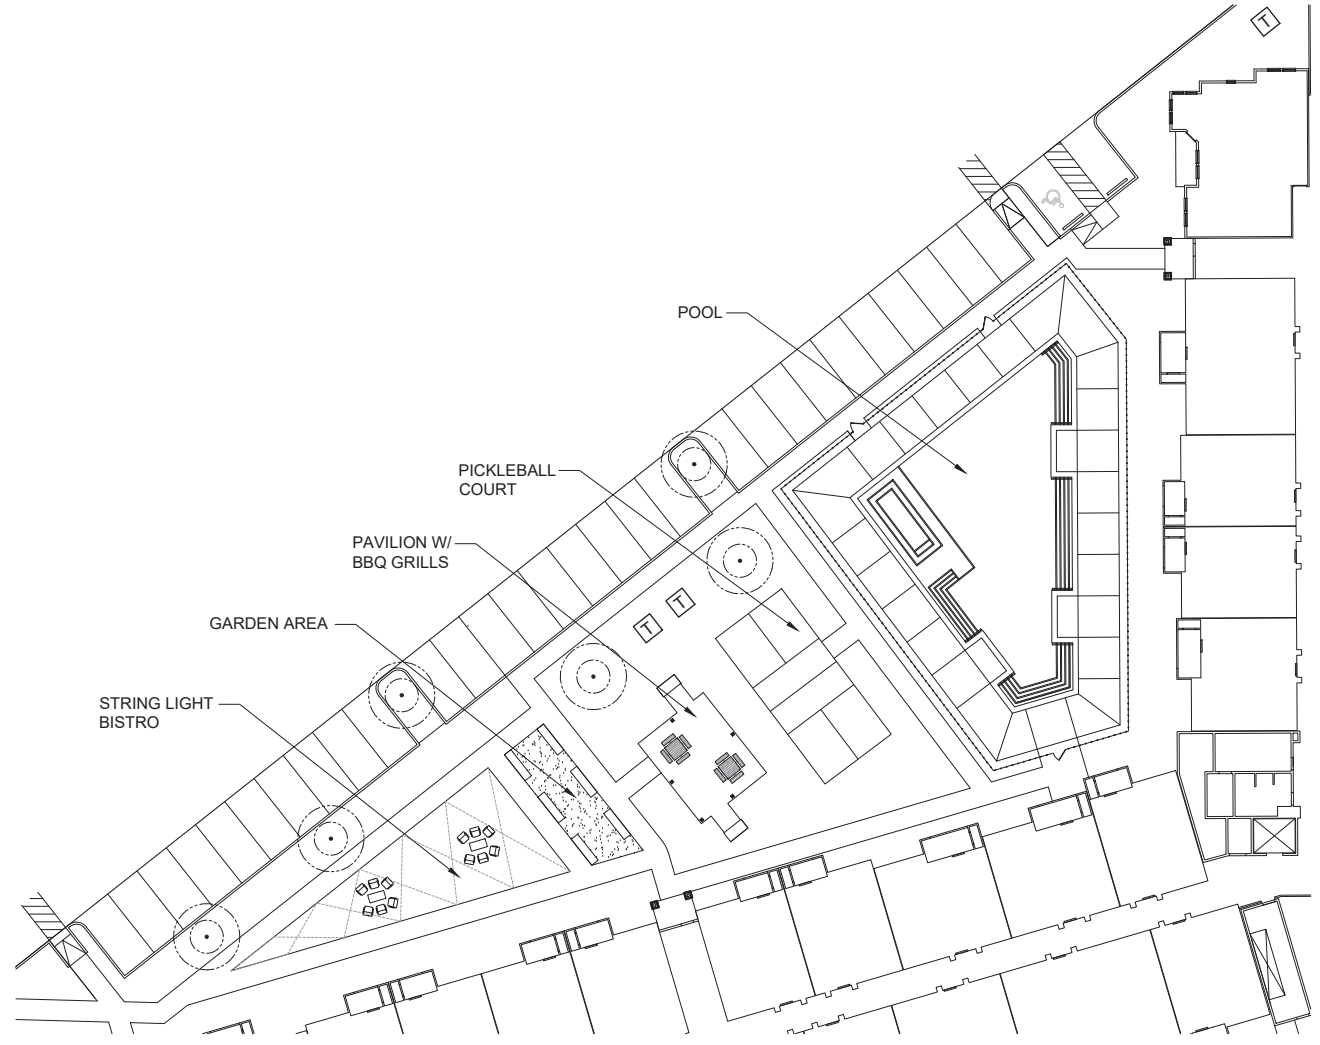 T
POOL
PICKLEBALL
COURT
PAVILION W/
BBQ GRILLS
T
T
GARDEN AREA
STRING LIGHT
BISTRO